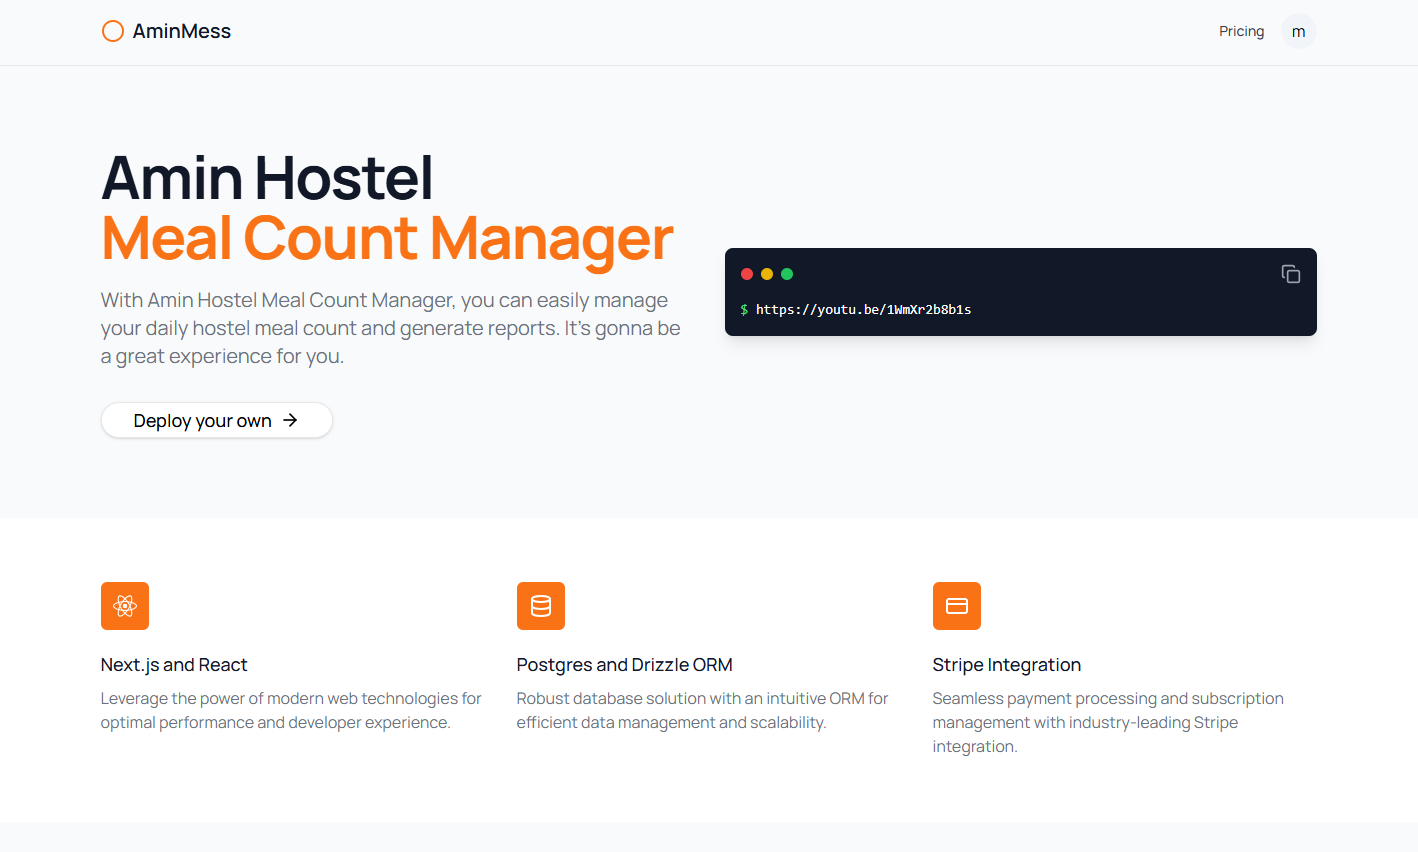 AminMess
Pricing
m
Amin Hostel
Meal Count Manager
With Amin Hostel Meal Count Manager, you can easily manage
your daily hostel meal count and generate reports. It's gonna be
a great experience for you.
Deploy your own
$ https://youtu.be/1WmXr2b8b1s
Next.js and React
Leverage the power of modern web technologies for
optimal performance and developer experience.
Postgres and Drizzle ORM
Robust database solution with an intuitive ORM for
efficient data management and scalability.
Stripe Integration
Seamless payment processing and subscription
management with industry-leading Stripe
integration.